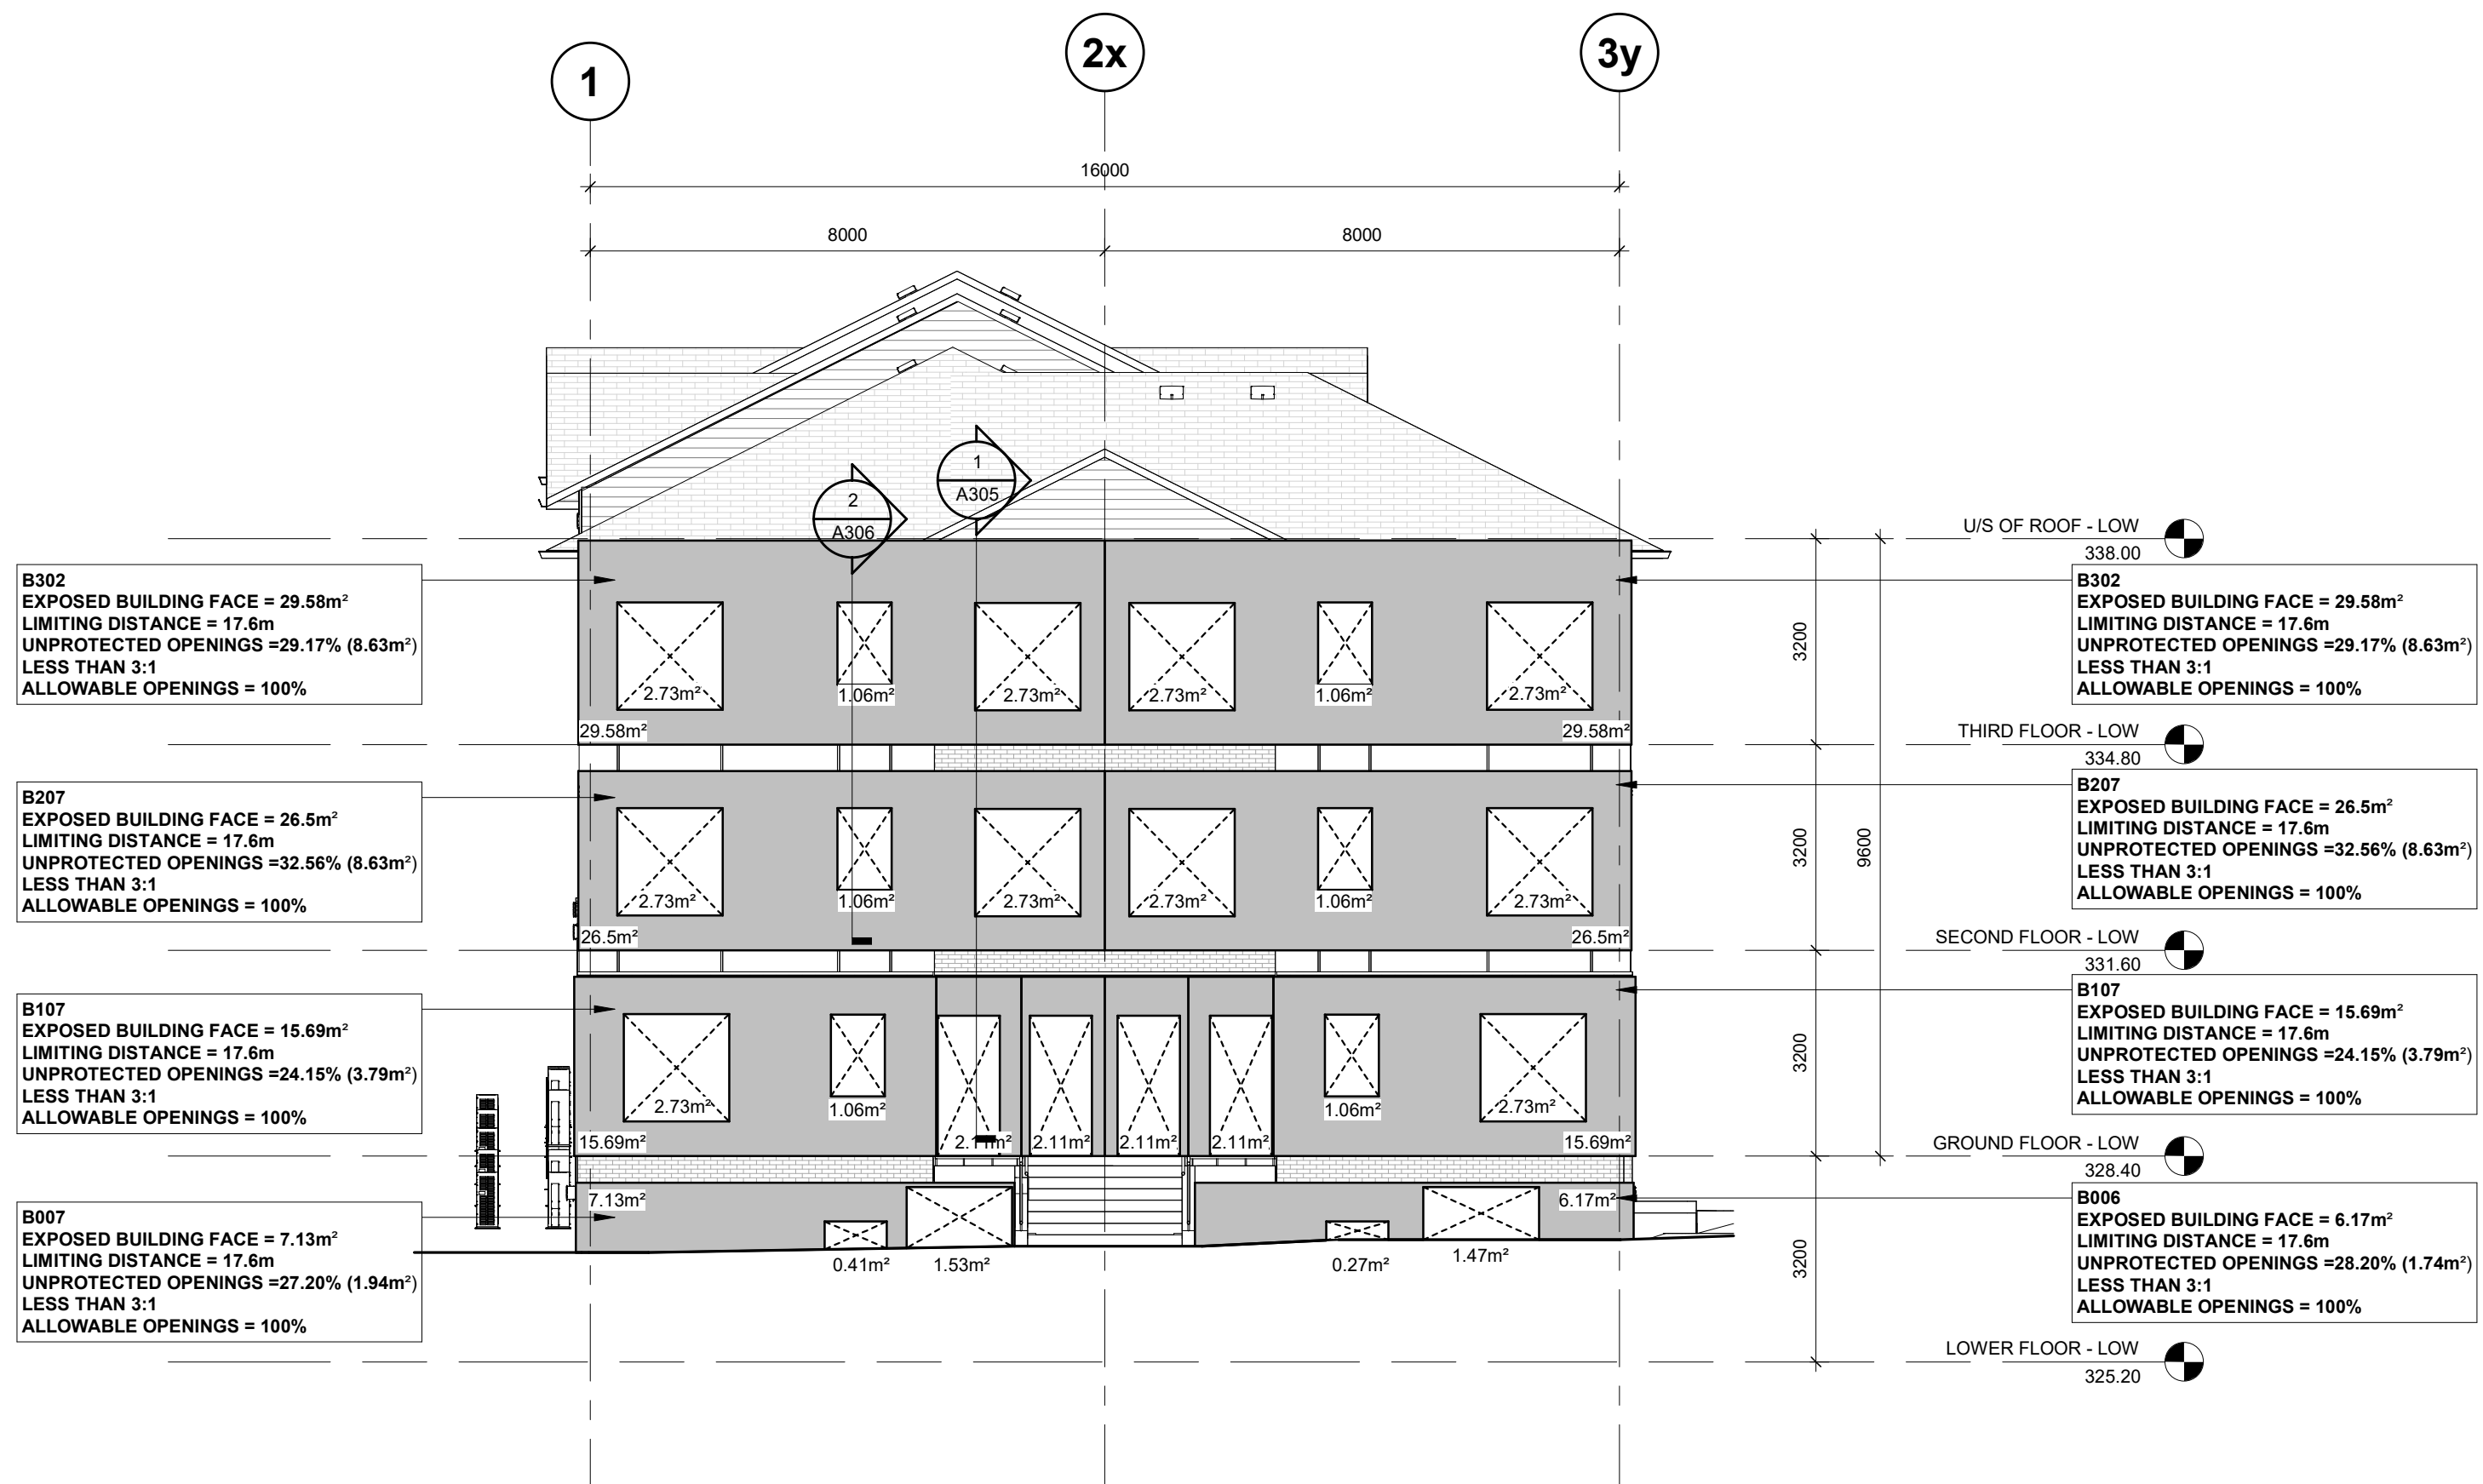 1
2x
3y
16000
8000
8000
1
A305
2
A306
U/S OF ROOF - LOW
338.00
B302
EXPOSED BUILDING FACE = 29.58m²
LIMITING DISTANCE = 17.6m
UNPROTECTED OPENINGS =29.17% (8.63m²)
LESS THAN 3:1
ALLOWABLE OPENINGS = 100%
2.73m²
1.06m²
2.73m²
2.73m²
1.06m²
2.73m²
29.58m²
29.58m²
3200
B302
EXPOSED BUILDING FACE = 29.58m²
LIMITING DISTANCE = 17.6m
UNPROTECTED OPENINGS =29.17% (8.63m²)
LESS THAN 3:1
ALLOWABLE OPENINGS = 100%
THIRD FLOOR - LOW
334.80
B207
EXPOSED BUILDING FACE = 26.5m²
LIMITING DISTANCE = 17.6m
UNPROTECTED OPENINGS =32.56% (8.63m²)
LESS THAN 3:1
ALLOWABLE OPENINGS = 100%
2.73m²
1.06m²
2.73m²
2.73m²
1.06m²
2.73m²
26.5m²
26.5m²
3200
9600
B207
EXPOSED BUILDING FACE = 26.5m²
LIMITING DISTANCE = 17.6m
UNPROTECTED OPENINGS =32.56% (8.63m²)
LESS THAN 3:1
ALLOWABLE OPENINGS = 100%
SECOND FLOOR - LOW
331.60
B107
EXPOSED BUILDING FACE = 15.69m²
LIMITING DISTANCE = 17.6m
UNPROTECTED OPENINGS =24.15% (3.79m²)
LESS THAN 3:1
ALLOWABLE OPENINGS = 100%
2.73m²
1.06m²
1.06m²
2.73m²
15.69m²
2.11m²
2.11m²
2.11m²
2.11m²
15.69m²
3200
B107
EXPOSED BUILDING FACE = 15.69m²
LIMITING DISTANCE = 17.6m
UNPROTECTED OPENINGS =24.15% (3.79m²)
LESS THAN 3:1
ALLOWABLE OPENINGS = 100%
GROUND FLOOR - LOW
328.40
B007
EXPOSED BUILDING FACE = 7.13m²
LIMITING DISTANCE = 17.6m
UNPROTECTED OPENINGS =27.20% (1.94m²)
LESS THAN 3:1
ALLOWABLE OPENINGS = 100%
7.13m²
6.17m²
0.41m²
1.53m²
0.27m²
1.47m²
3200
B006
EXPOSED BUILDING FACE = 6.17m²
LIMITING DISTANCE = 17.6m
UNPROTECTED OPENINGS =28.20% (1.74m²)
LESS THAN 3:1
ALLOWABLE OPENINGS = 100%
LOWER FLOOR - LOW
325.20